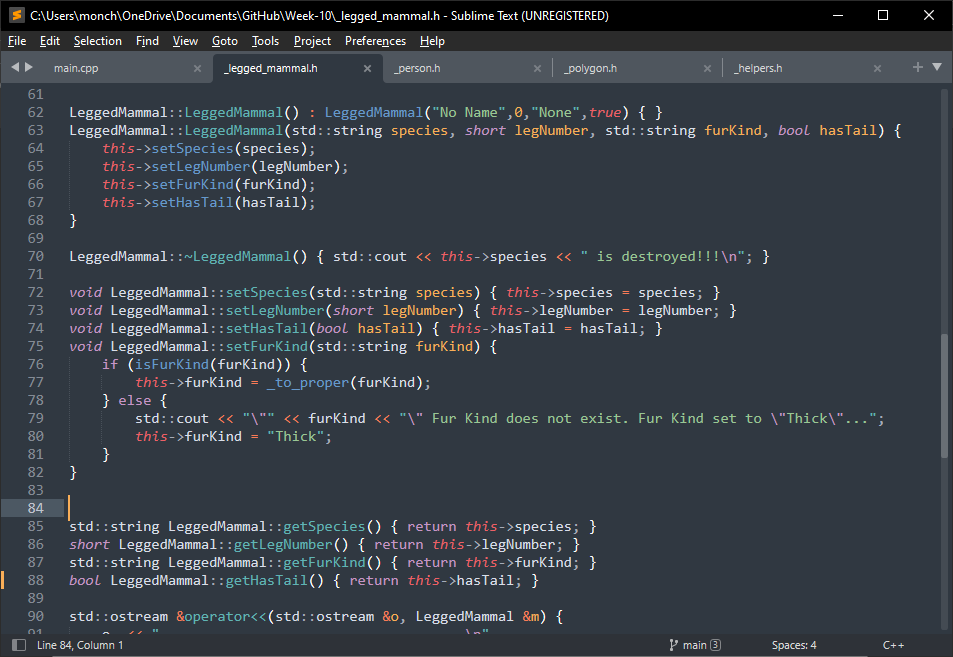 C:\Users\monch\OneDrive\Documents\GitHub\Week-10\_legged_mammal.h - Sublime Text (UNREGISTERED)
File Edit Selection Find View Goto Tools Project Preferences Help
main.cpp _legged_mammal.h _person.h _polygon.h _helpers.h
61
62 LeggedMammal::LeggedMammal() : LeggedMammal("No Name",0,"None",true) { }
63 LeggedMammal::LeggedMammal(std::string species, short legNumber, std::string furKind, bool hasTail) {
64     this->setSpecies(species);
65     this->setLegNumber(legNumber);
66     this->setFurKind(furKind);
67     this->setHasTail(hasTail);
68 }
69
70 LeggedMammal::~LeggedMammal() { std::cout << this->species << " is destroyed!!!\n"; }
71
72 void LeggedMammal::setSpecies(std::string species) { this->species = species; }
73 void LeggedMammal::setLegNumber(short legNumber) { this->legNumber = legNumber; }
74 void LeggedMammal::setHasTail(bool hasTail) { this->hasTail = hasTail; }
75 void LeggedMammal::setFurKind(std::string furKind) {
76     if (isFurKind(furKind)) {
77         this->furKind = _to_proper(furKind);
78     } else {
79         std::cout << "\"" << furKind << "\" Fur Kind does not exist. Fur Kind set to \"Thick\"...";
80         this->furKind = "Thick";
81     }
82 }
83
84
85 std::string LeggedMammal::getSpecies() { return this->species; }
86 short LeggedMammal::getLegNumber() { return this->legNumber; }
87 std::string LeggedMammal::getFurKind() { return this->furKind; }
88 bool LeggedMammal::getHasTail() { return this->hasTail; }
89
90 std::ostream &operator<<(std::ostream &o, LeggedMammal &m) {
Line 84, Column 1 main 3 Spaces: 4 C++